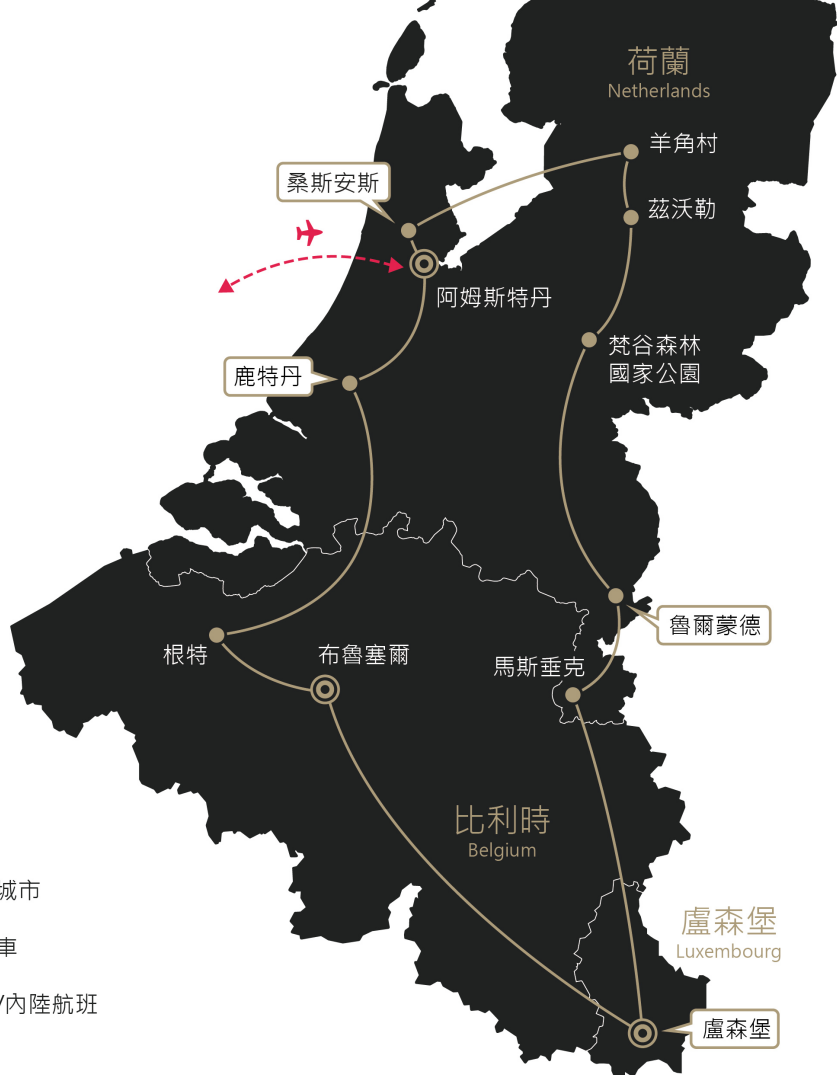 荷蘭
Netherlands
羊角村
桑斯安斯
茲沃勒
阿姆斯特丹
梵谷森林
國家公園
鹿特丹
魯爾蒙德
根特
布魯塞爾
馬斯垂克
比利時
Belgium
城市
盧森堡
Luxembourg
車
/內陸航班
盧森堡